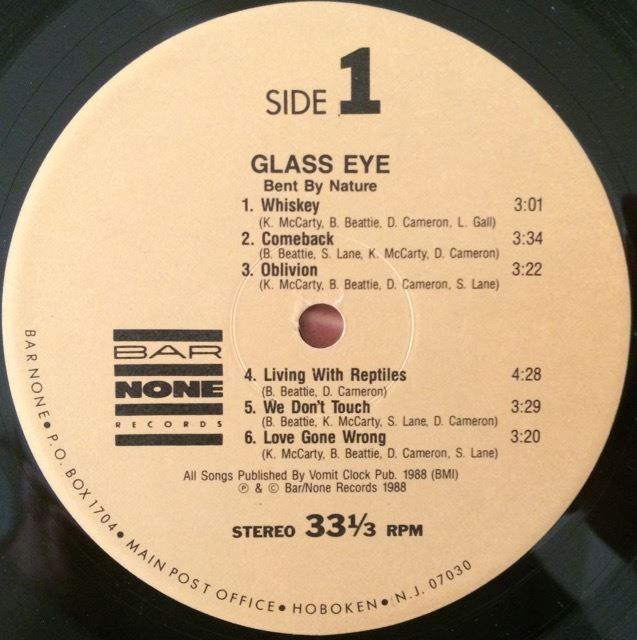 SIDE 1
GLASS EYE
Bent By Nature
1. Whiskey 3:01
(K. McCarty, B. Beattie, D. Cameron, L. Gall)
2. Comeback 3:34
(B. Beattie, S. Lane, K. McCarty, D. Cameron)
3. Oblivion 3:22
(K. McCarty, B. Beattie, D. Cameron, S. Lane)
BAR
NONE
RECORDS
4. Living With Reptiles 4:28
(B. Beattie, D. Cameron)
5. We Don't Touch 3:29
(B. Beattie, K. McCarty, S. Lane, D. Cameron)
6. Love Gone Wrong 3:20
(K. McCarty, B. Beattie, D. Cameron, S. Lane)
All Songs Published By Vomit Clock Pub. 1988 (BMI)
℗ & © Bar/None Records 1988
STEREO 33⅓ RPM
BARNONE • P.O. BOX 1704 • MAIN POST OFFICE • HOBOKEN • N.J. 07030